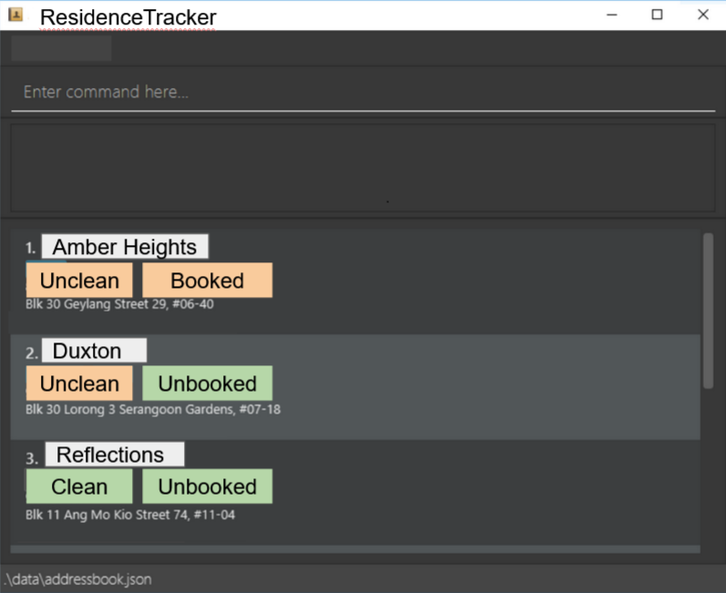 ResidenceTracker
Enter command here...
1. Amber Heights
Unclean Booked
Blk 30 Geylang Street 29, #06-40
2. Duxton
Unclean Unbooked
Blk 30 Lorong 3 Serangoon Gardens, #07-18
3. Reflections
Clean Unbooked
Blk 11 Ang Mo Kio Street 74, #11-04
.\data\addressbook.json